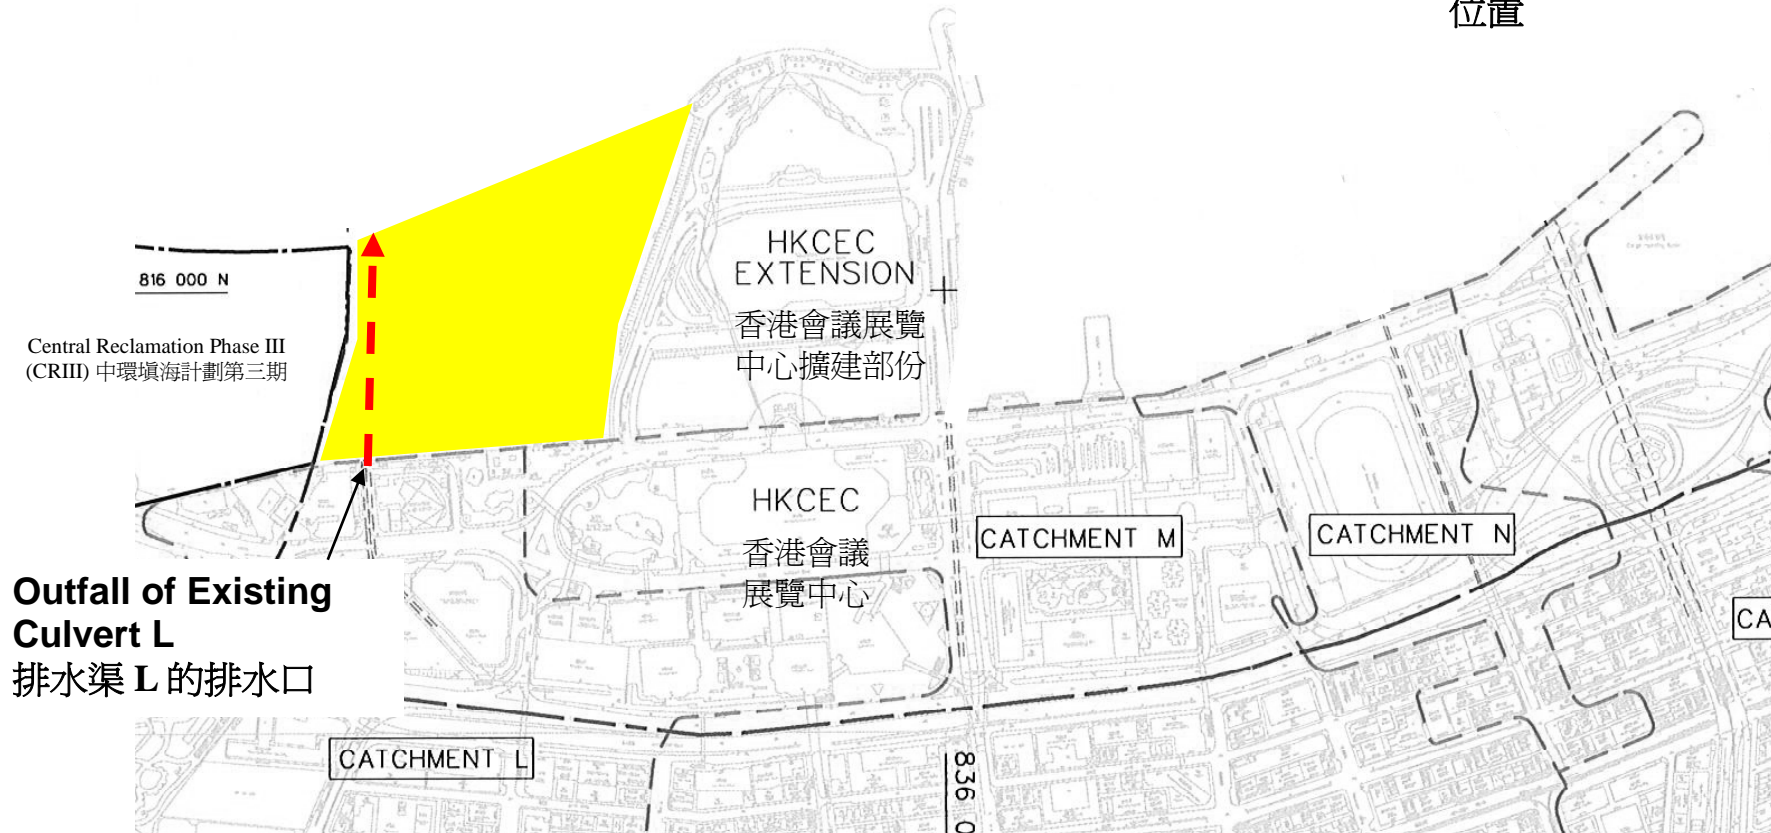 位置
816 000 N
Central Reclamation Phase III
(CRIII) 中環填海計劃第三期
HKCEC
EXTENSION
香港會議展覽
中心擴建部份
HKCEC
香港會議
展覽中心
CATCHMENT M
CATCHMENT N
CA
Outfall of Existing
Culvert L
排水渠 L 的排水口
CATCHMENT L
836 0